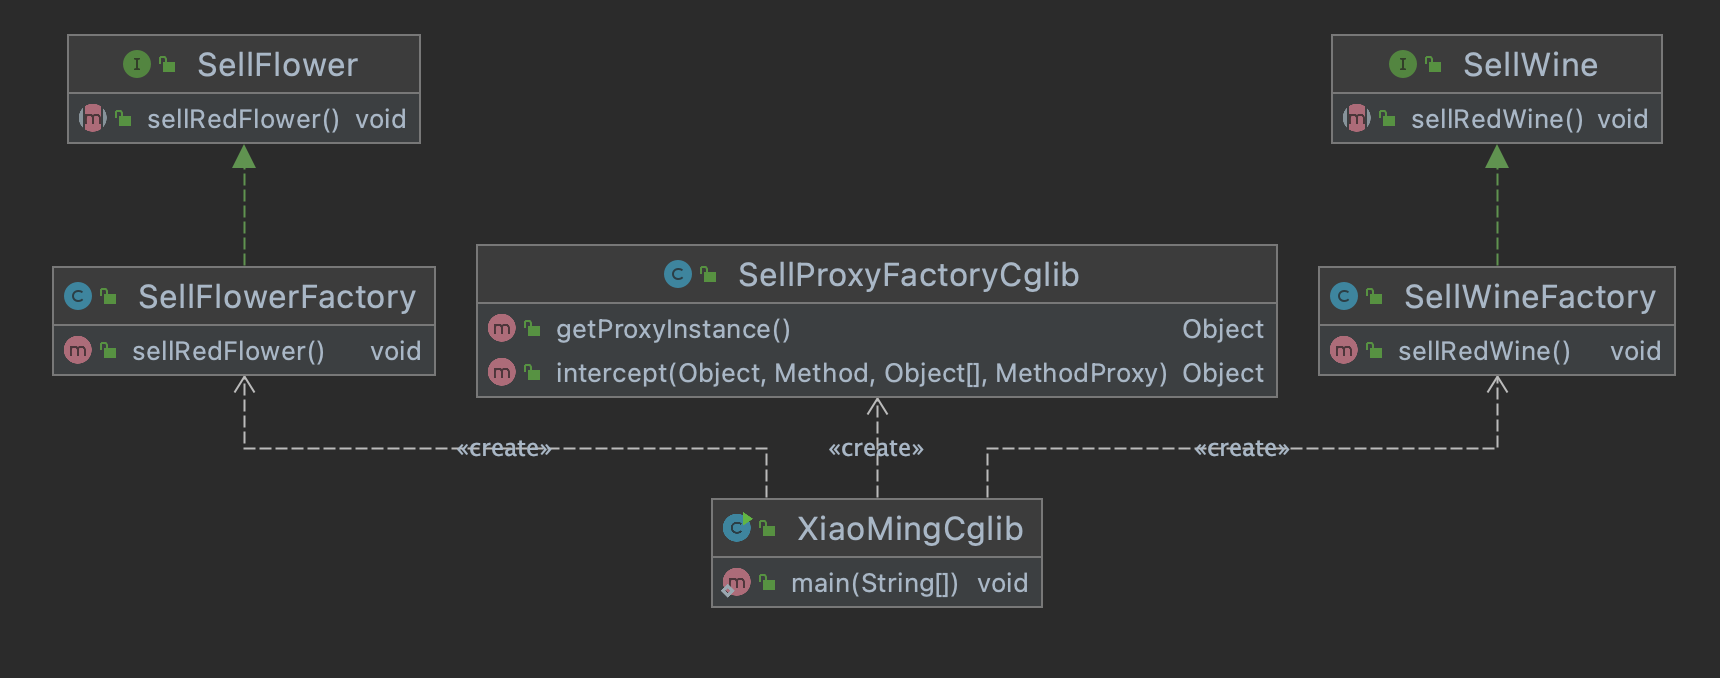 SellFlower
sellRedFlower() void
SellWine
sellRedWine() void
SellFlowerFactory
sellRedFlower() void
SellProxyFactoryCglib
getProxyInstance() Object
intercept(Object, Method, Object[], MethodProxy) Object
SellWineFactory
sellRedWine() void
«create»
«create»
«create»
XiaoMingCglib
main(String[]) void